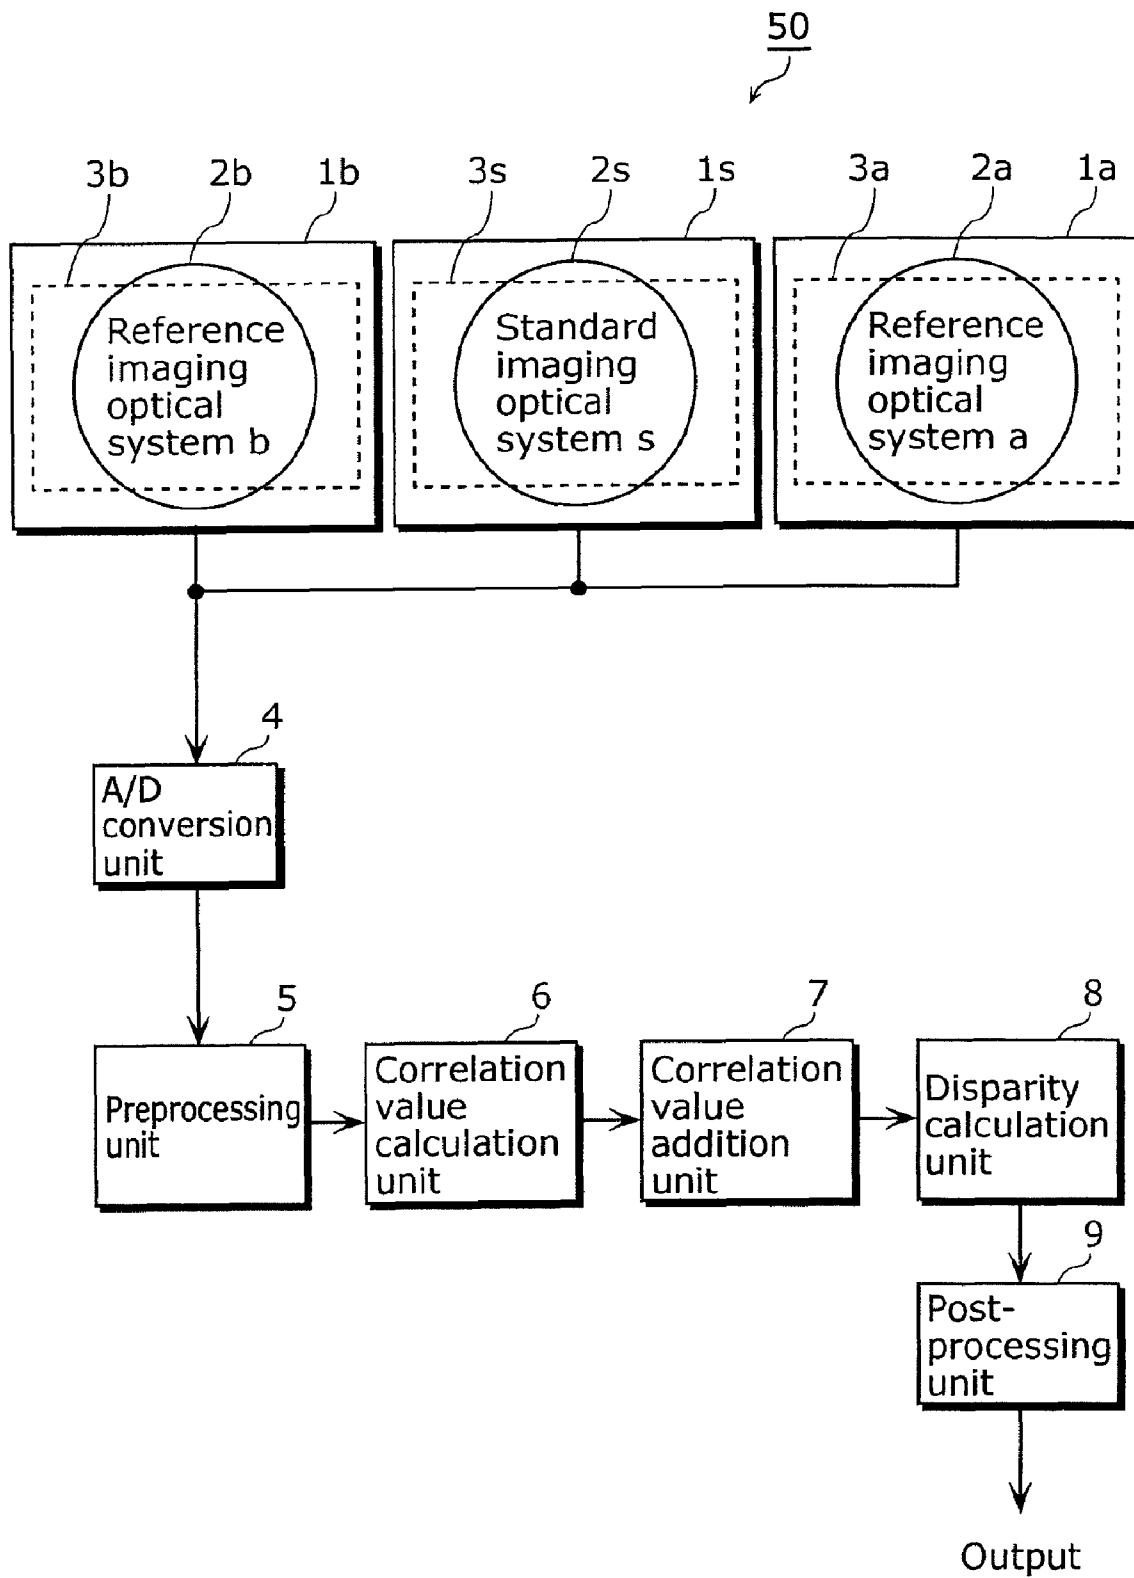 50
3b 2b 1b 3s 2s 1s 3a 2a 1a
Reference
imaging
optical
system b
Standard
imaging
optical
system s
Reference
imaging
optical
system a
4
A/D
conversion
unit
5
Preprocessing
unit
6
Correlation
value
calculation
unit
7
Correlation
value
addition
unit
8
Disparity
calculation
unit
9
Post-
processing
unit
Output